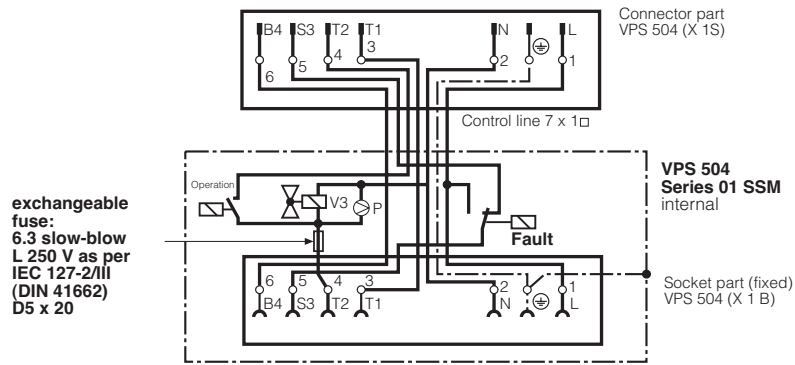 Connector part
VPS 504 (X 1S)
B4 S3 T2 T1 N L
6 5 4 3 2 1
Control line 7 x 1□
Operation
V3
P
Fault
VPS 504
Series 01 SSM
internal
exchangeable
fuse:
6.3 slow-blow
L 250 V as per
IEC 127-2/III
(DIN 41662)
D5 x 20
6 5 4 3 2 1
B4 S3 T2 T1 N L
Socket part (fixed)
VPS 504 (X 1 B)